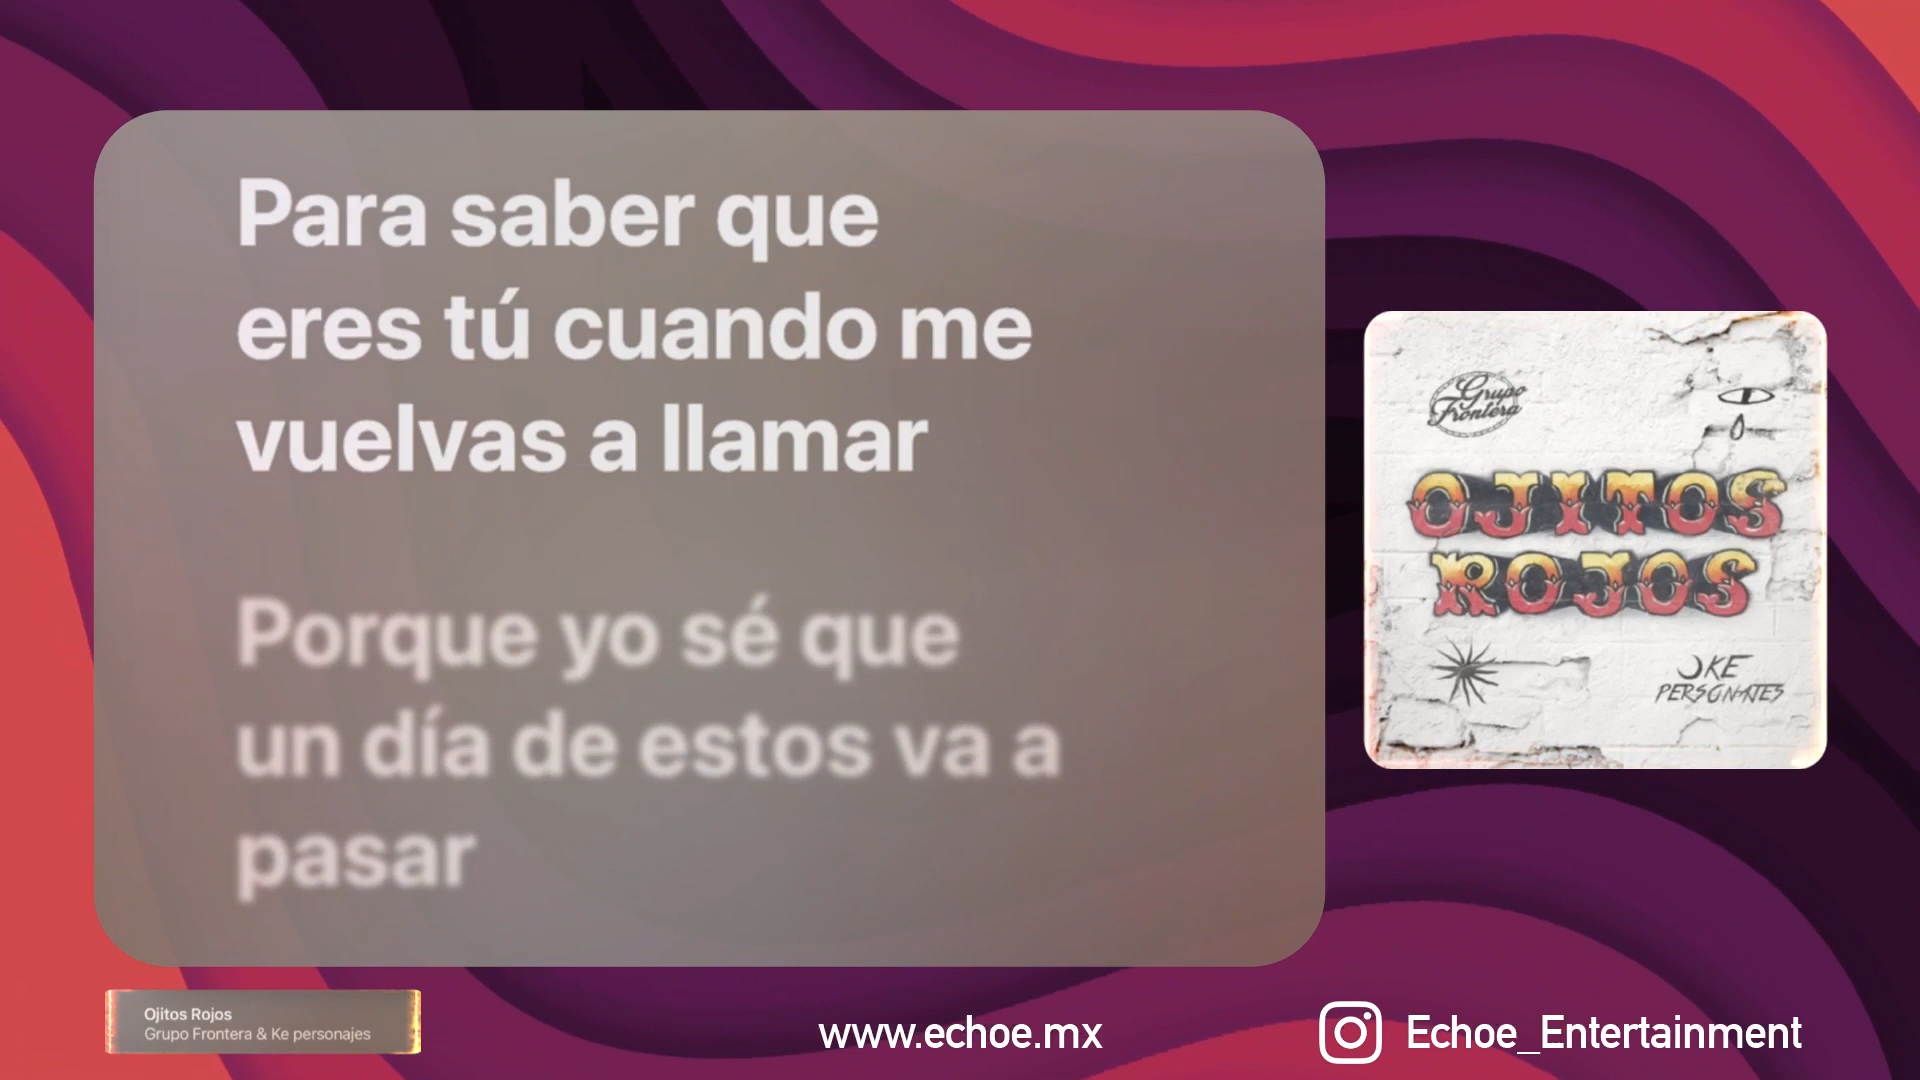 Para saber que
eres tú cuando me
vuelvas a llamar
Porque yo sé que
un día de estos va a
pasar
Grupo
Frontera
OJITOS
ROJOS
KE
PERSONAJES
Ojitos Rojos
Grupo Frontera & Ke personajes
www.echoe.mx
Echoe_Entertainment